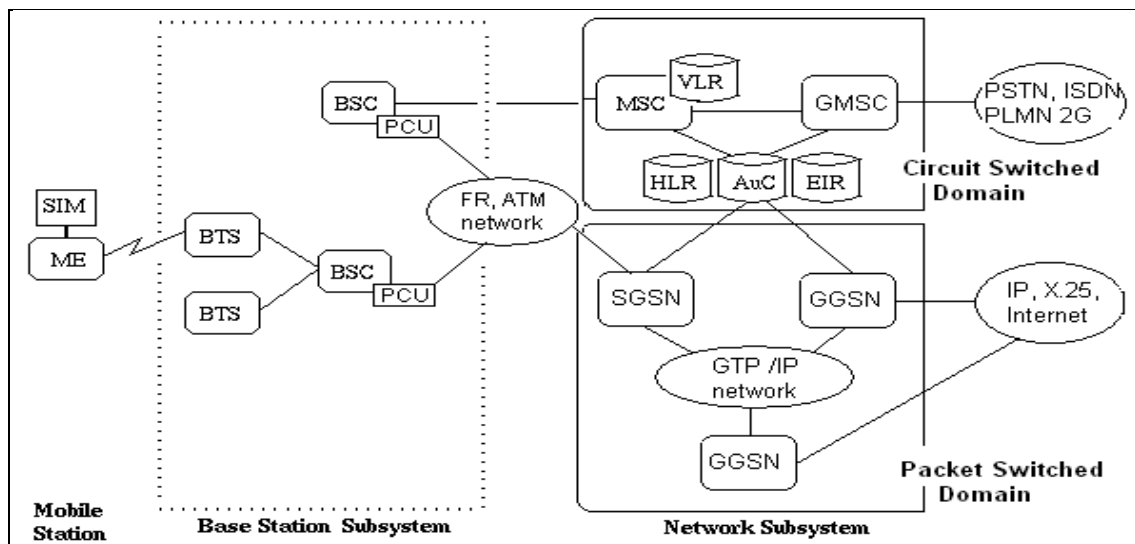 BSC
PCU
MSC
VLR
GMSC
PSTN, ISDN
PLMN 2G
HLR
AuC
EIR
Circuit Switched
Domain
SIM
ME
BTS
BTS
BSC
PCU
FR, ATM
network
SGSN
GGSN
IP, X.25,
Internet
GTP /IP
network
GGSN
Packet Switched
Domain
Mobile
Station
Base Station Subsystem
Network Subsystem